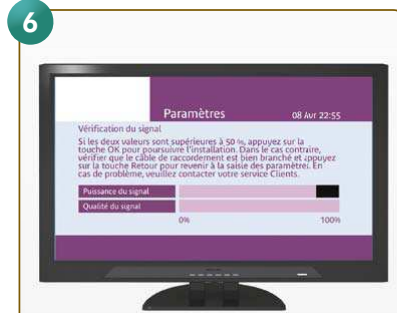 6
Paramètres 08 Avr 22:55
Vérification du signal
Si les deux valeurs sont supérieures à 50 %, appuyez sur la
touche OK pour poursuivre l'installation. Dans le cas contraire,
vérifier que le câble de raccordement est bien branché et appuyez
sur la touche Retour pour revenir à la saisie des paramètres. En
cas de problème, veuillez contacter votre service Clients.
Puissance du signal
Qualité du signal
0% 100%